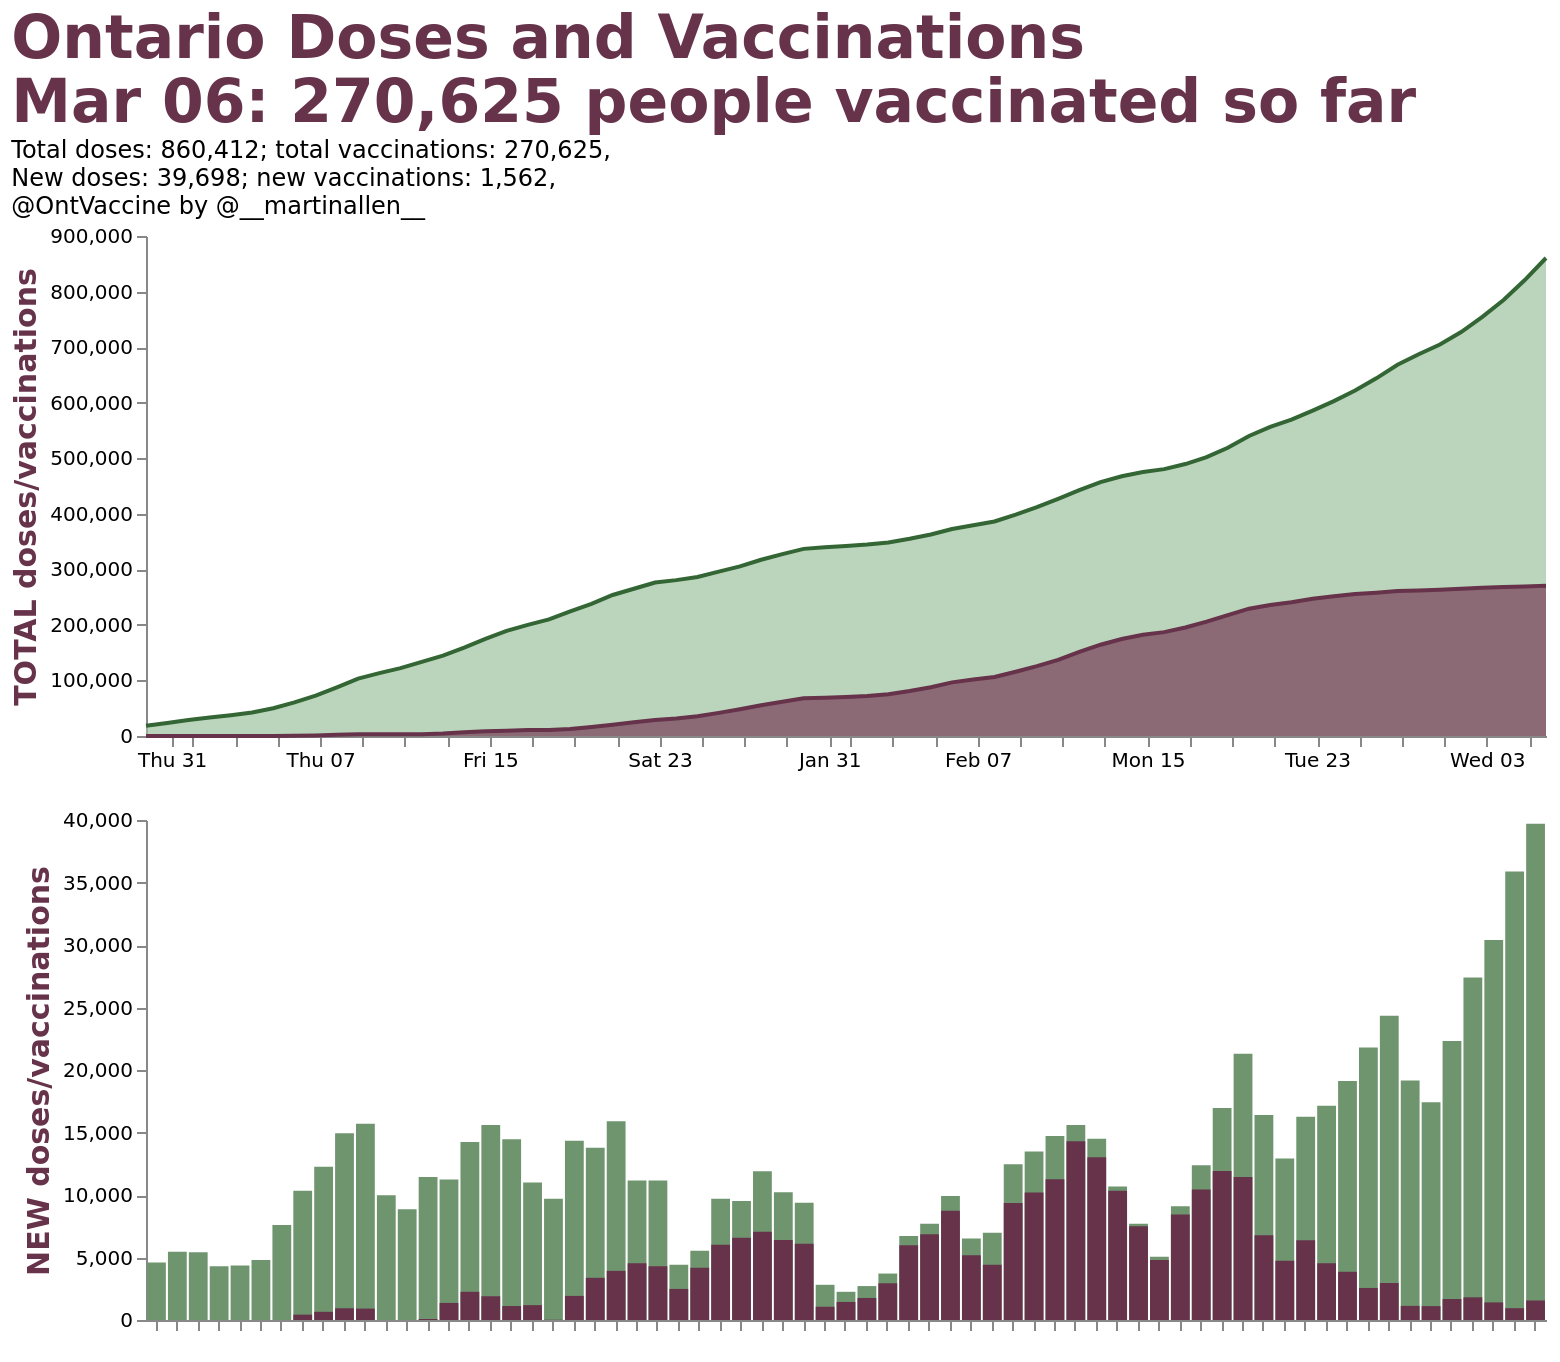 Ontario Doses and Vaccinations
Mar 06: 270,625 people vaccinated so far
Total doses: 860,412; total vaccinations: 270,625,
New doses: 39,698; new vaccinations: 1,562,
@OntVaccine by @__martinallen__
TOTAL doses/vaccinations
900,000
800,000
700,000
600,000
500,000
400,000
300,000
200,000
100,000
0
Thu 31 Thu 07 Fri 15 Sat 23 Jan 31 Feb 07 Mon 15 Tue 23 Wed 03
NEW doses/vaccinations
40,000
35,000
30,000
25,000
20,000
15,000
10,000
5,000
0